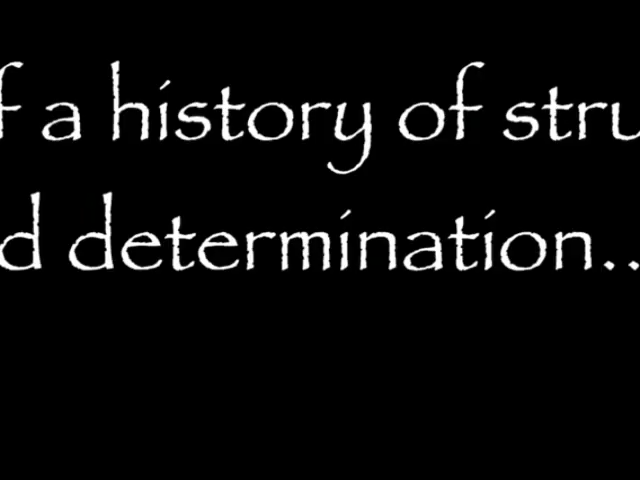 f a history of stru
d determination..